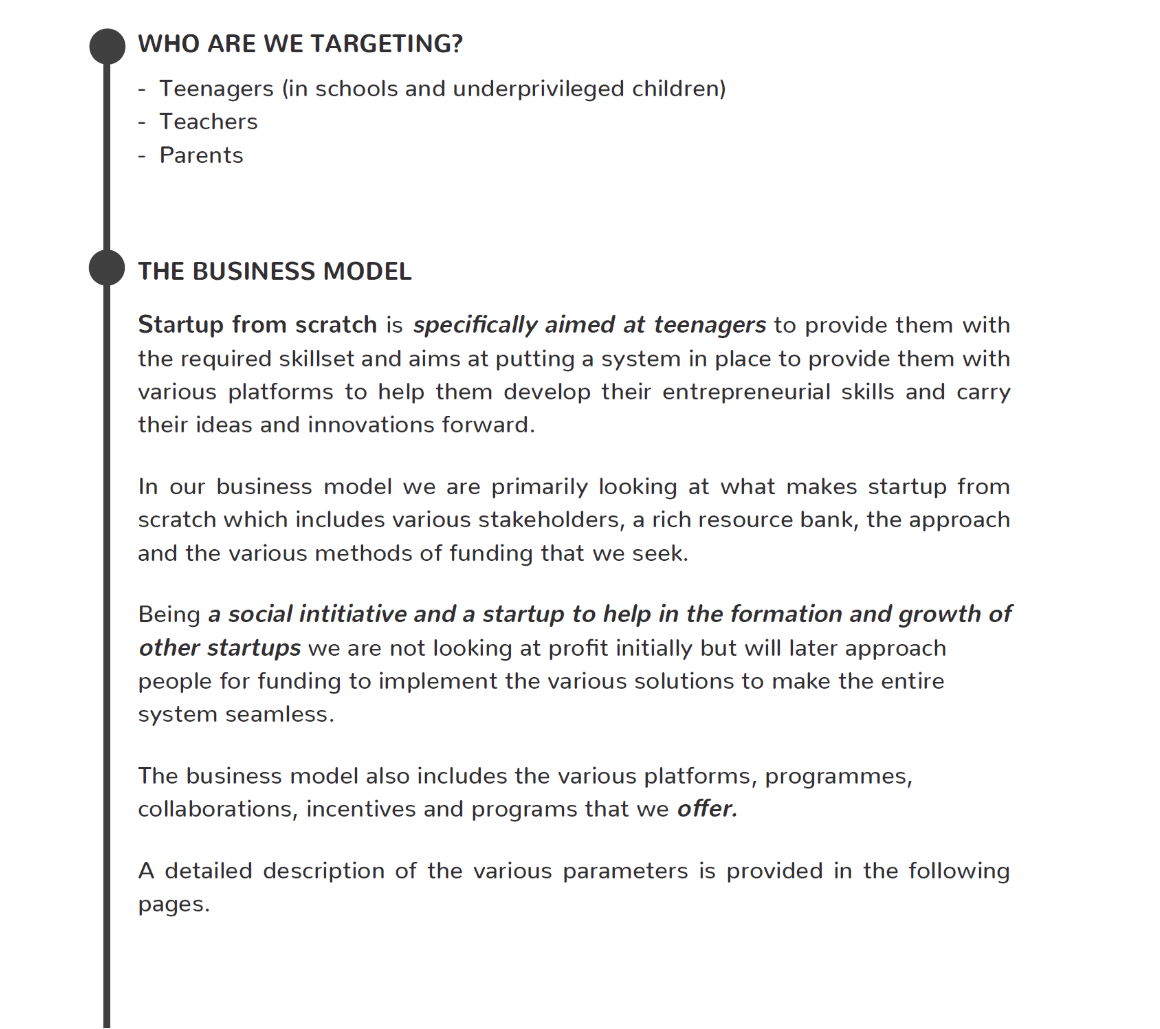 WHO ARE WE TARGETING?
- Teenagers (in schools and underprivileged children)
- Teachers
- Parents
THE BUSINESS MODEL
Startup from scratch is specifically aimed at teenagers to provide them with
the required skillset and aims at putting a system in place to provide them with
various platforms to help them develop their entrepreneurial skills and carry
their ideas and innovations forward.
In our business model we are primarily looking at what makes startup from
scratch which includes various stakeholders, a rich resource bank, the approach
and the various methods of funding that we seek.
Being a social intitiative and a startup to help in the formation and growth of
other startups we are not looking at profit initially but will later approach
people for funding to implement the various solutions to make the entire
system seamless.
The business model also includes the various platforms, programmes,
collaborations, incentives and programs that we offer.
A detailed description of the various parameters is provided in the following
pages.